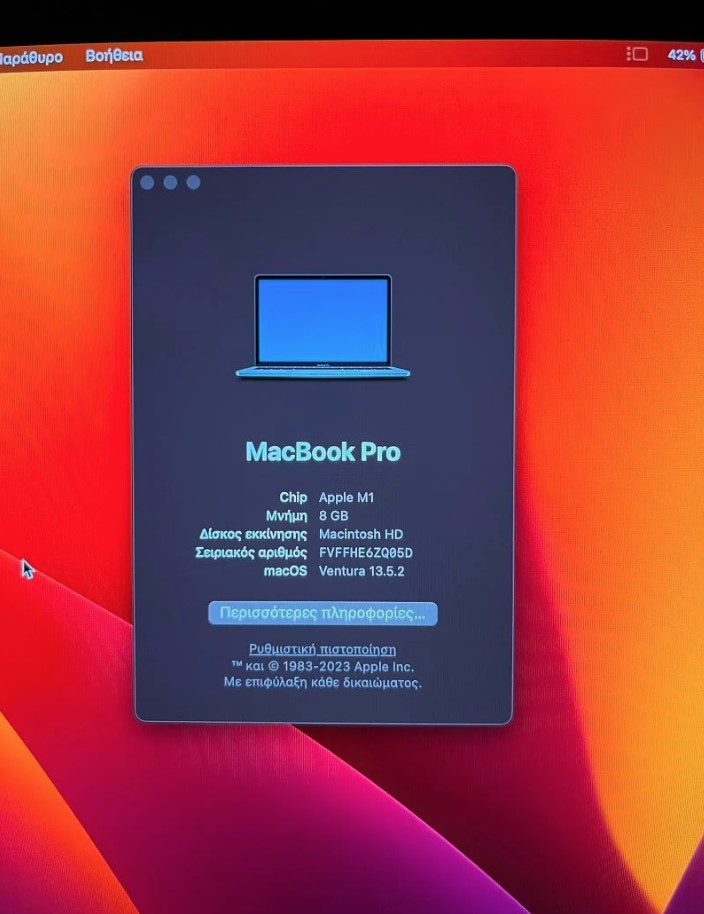 Βοήθεια
42%
MacBook Pro
Chip Apple M1
Μνήμη 8 GB
Δίσκος εκκίνησης Macintosh HD
Σειριακός αριθμός FVFFHE6ZQ05D
macOS Ventura 13.5.2
Περισσότερες πληροφορίες...
Ρυθμιστική πιστοποίηση
™ και © 1983-2023 Apple Inc.
Με επιφύλαξη κάθε δικαιώματος.